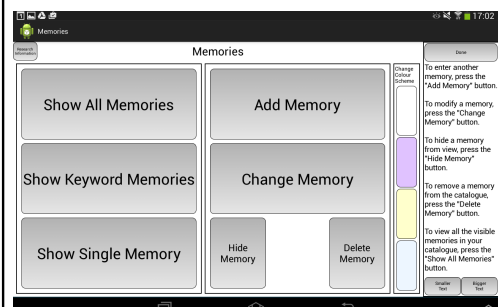 17:02
Memories
Research
Information
Memories
Show All Memories
Show Keyword Memories
Show Single Memory
Add Memory
Change Memory
Hide
Memory
Delete
Memory
Change
Colour
Scheme
Done
To enter another
memory, press the
"Add Memory" button.
To modify a memory,
press the "Change
Memory" button.
To hide a memory
from view, press the
"Hide Memory"
button.
To remove a memory
from the catalogue,
press the "Delete
Memory" button.
To view all the visible
memories in your
catalogue, press the
"Show All Memories"
button.
Smaller
Text
Bigger
Text